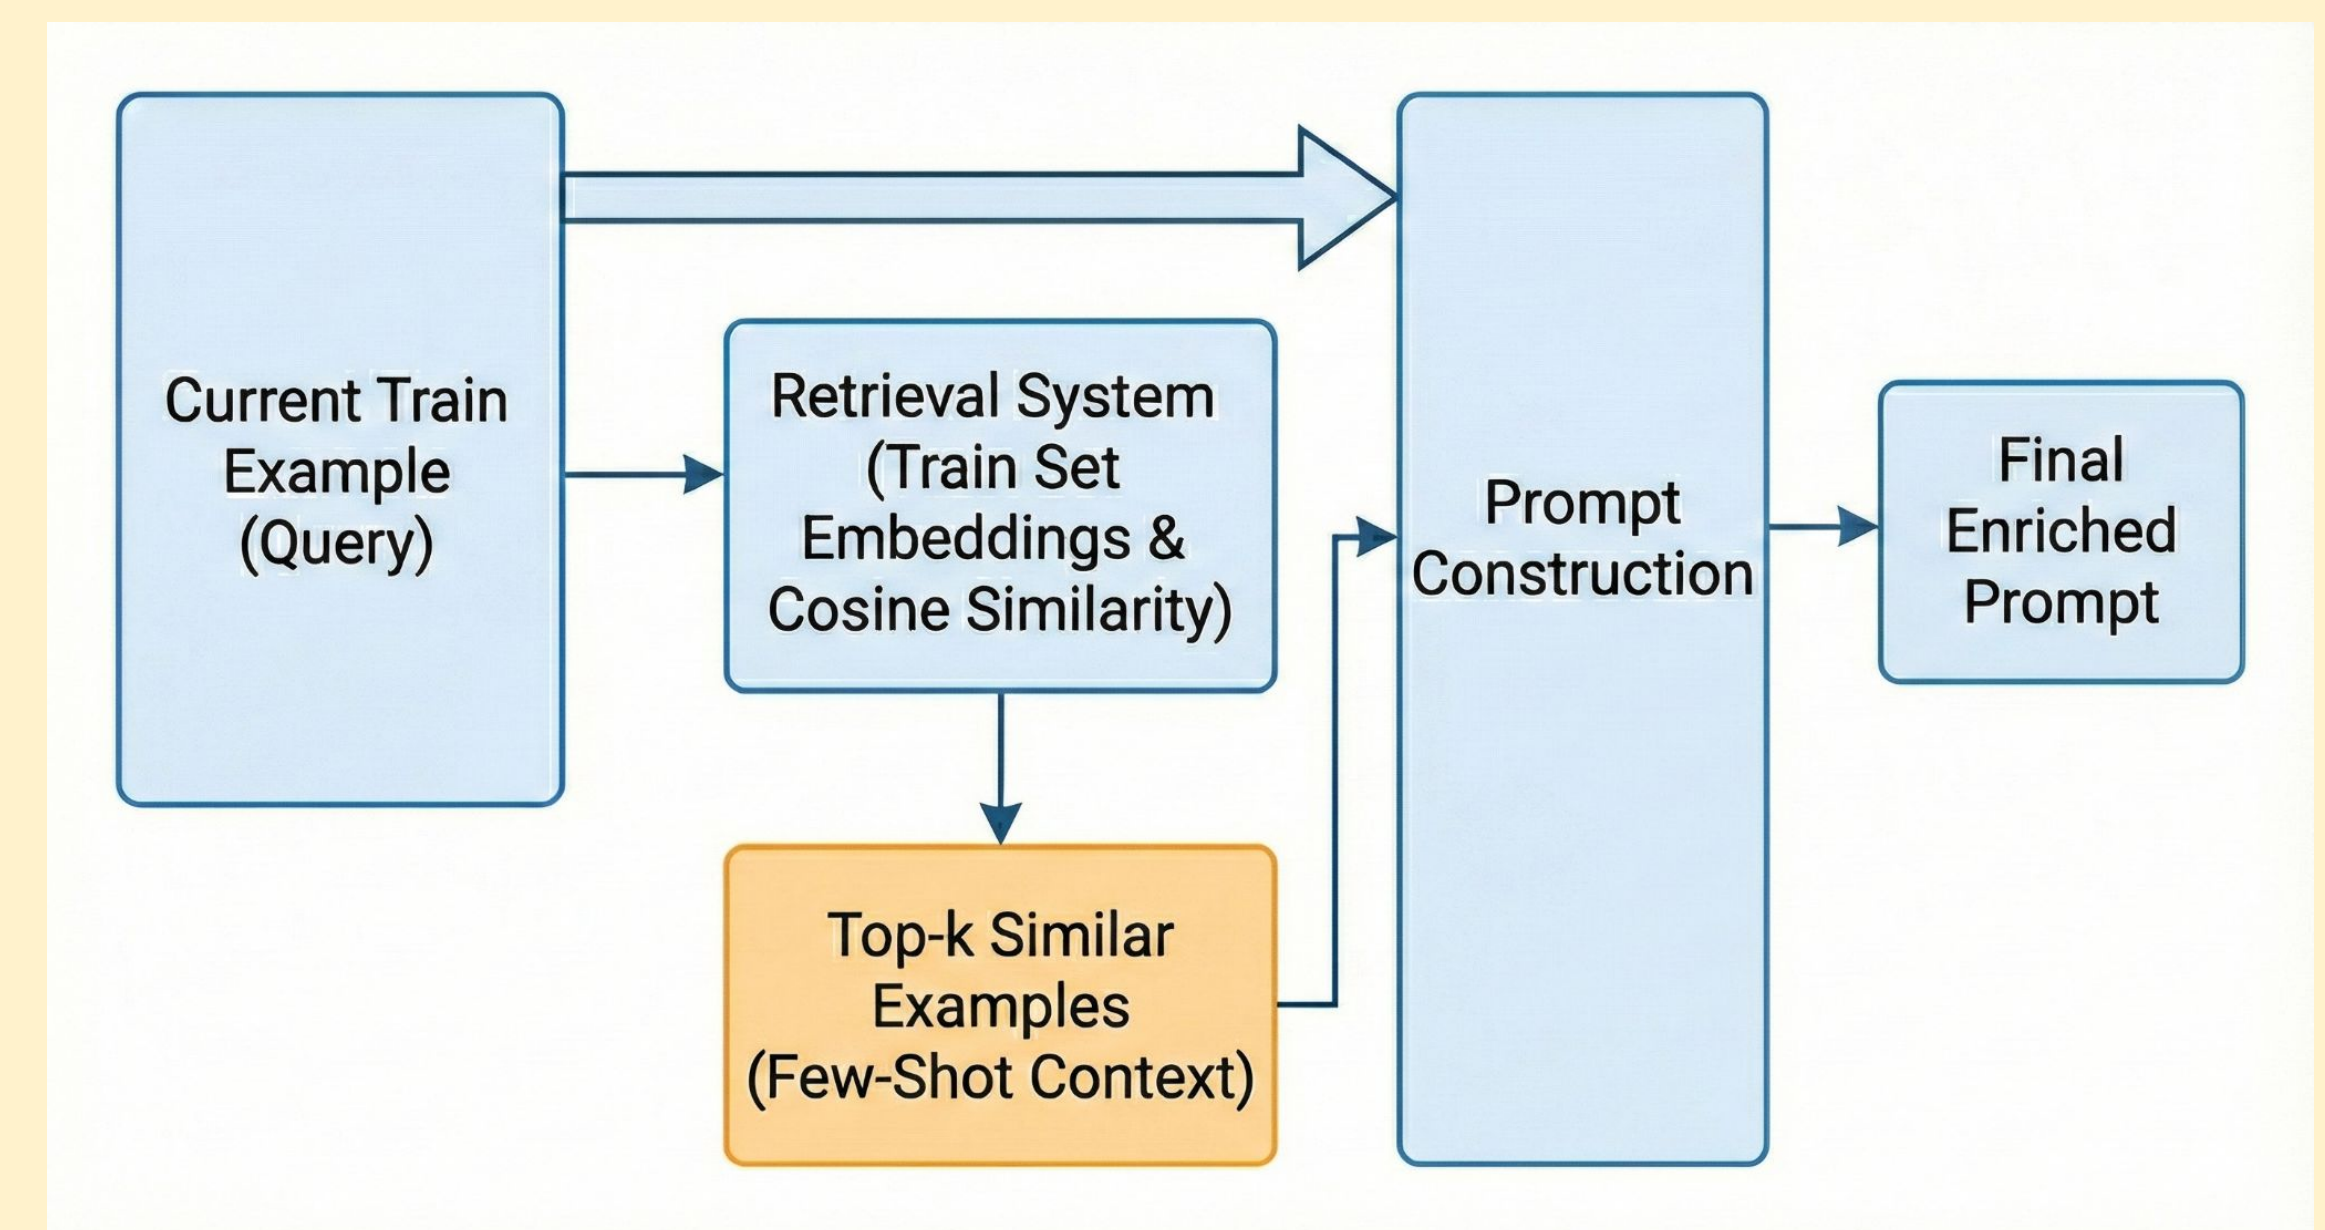 Current Train
Example
(Query)
Retrieval System
(Train Set
Embeddings &
Cosine Similarity)
Top-k Similar
Examples
(Few-Shot Context)
Prompt
Construction
Final
Enriched
Prompt